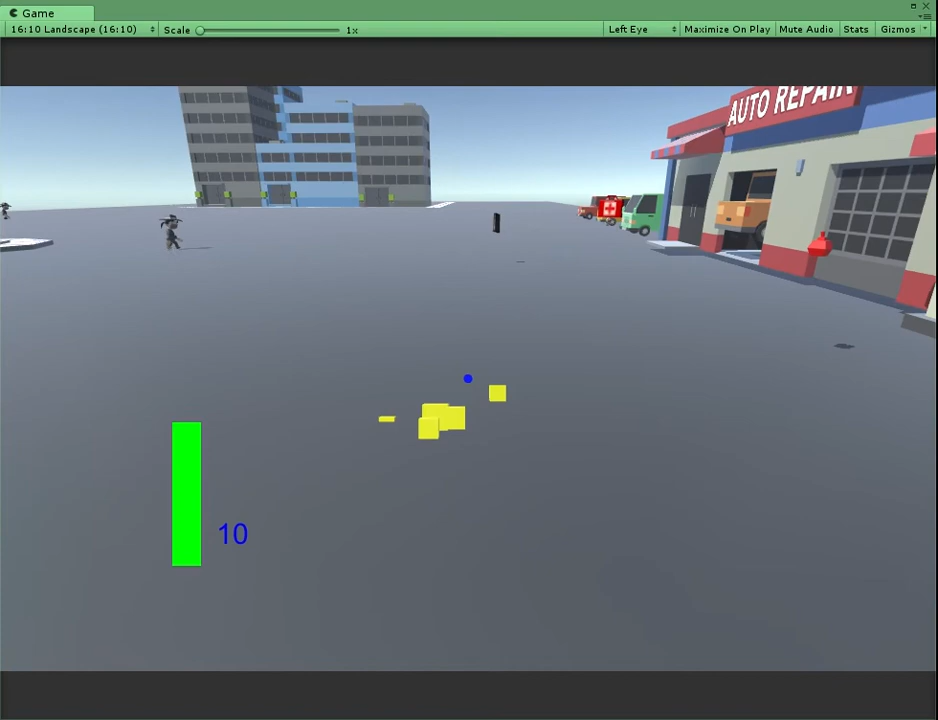 Game
16:10 Landscape (16:10) Scale 1x Left Eye Maximize On Play Mute Audio Stats Gizmos
AUTO REPAIR
10